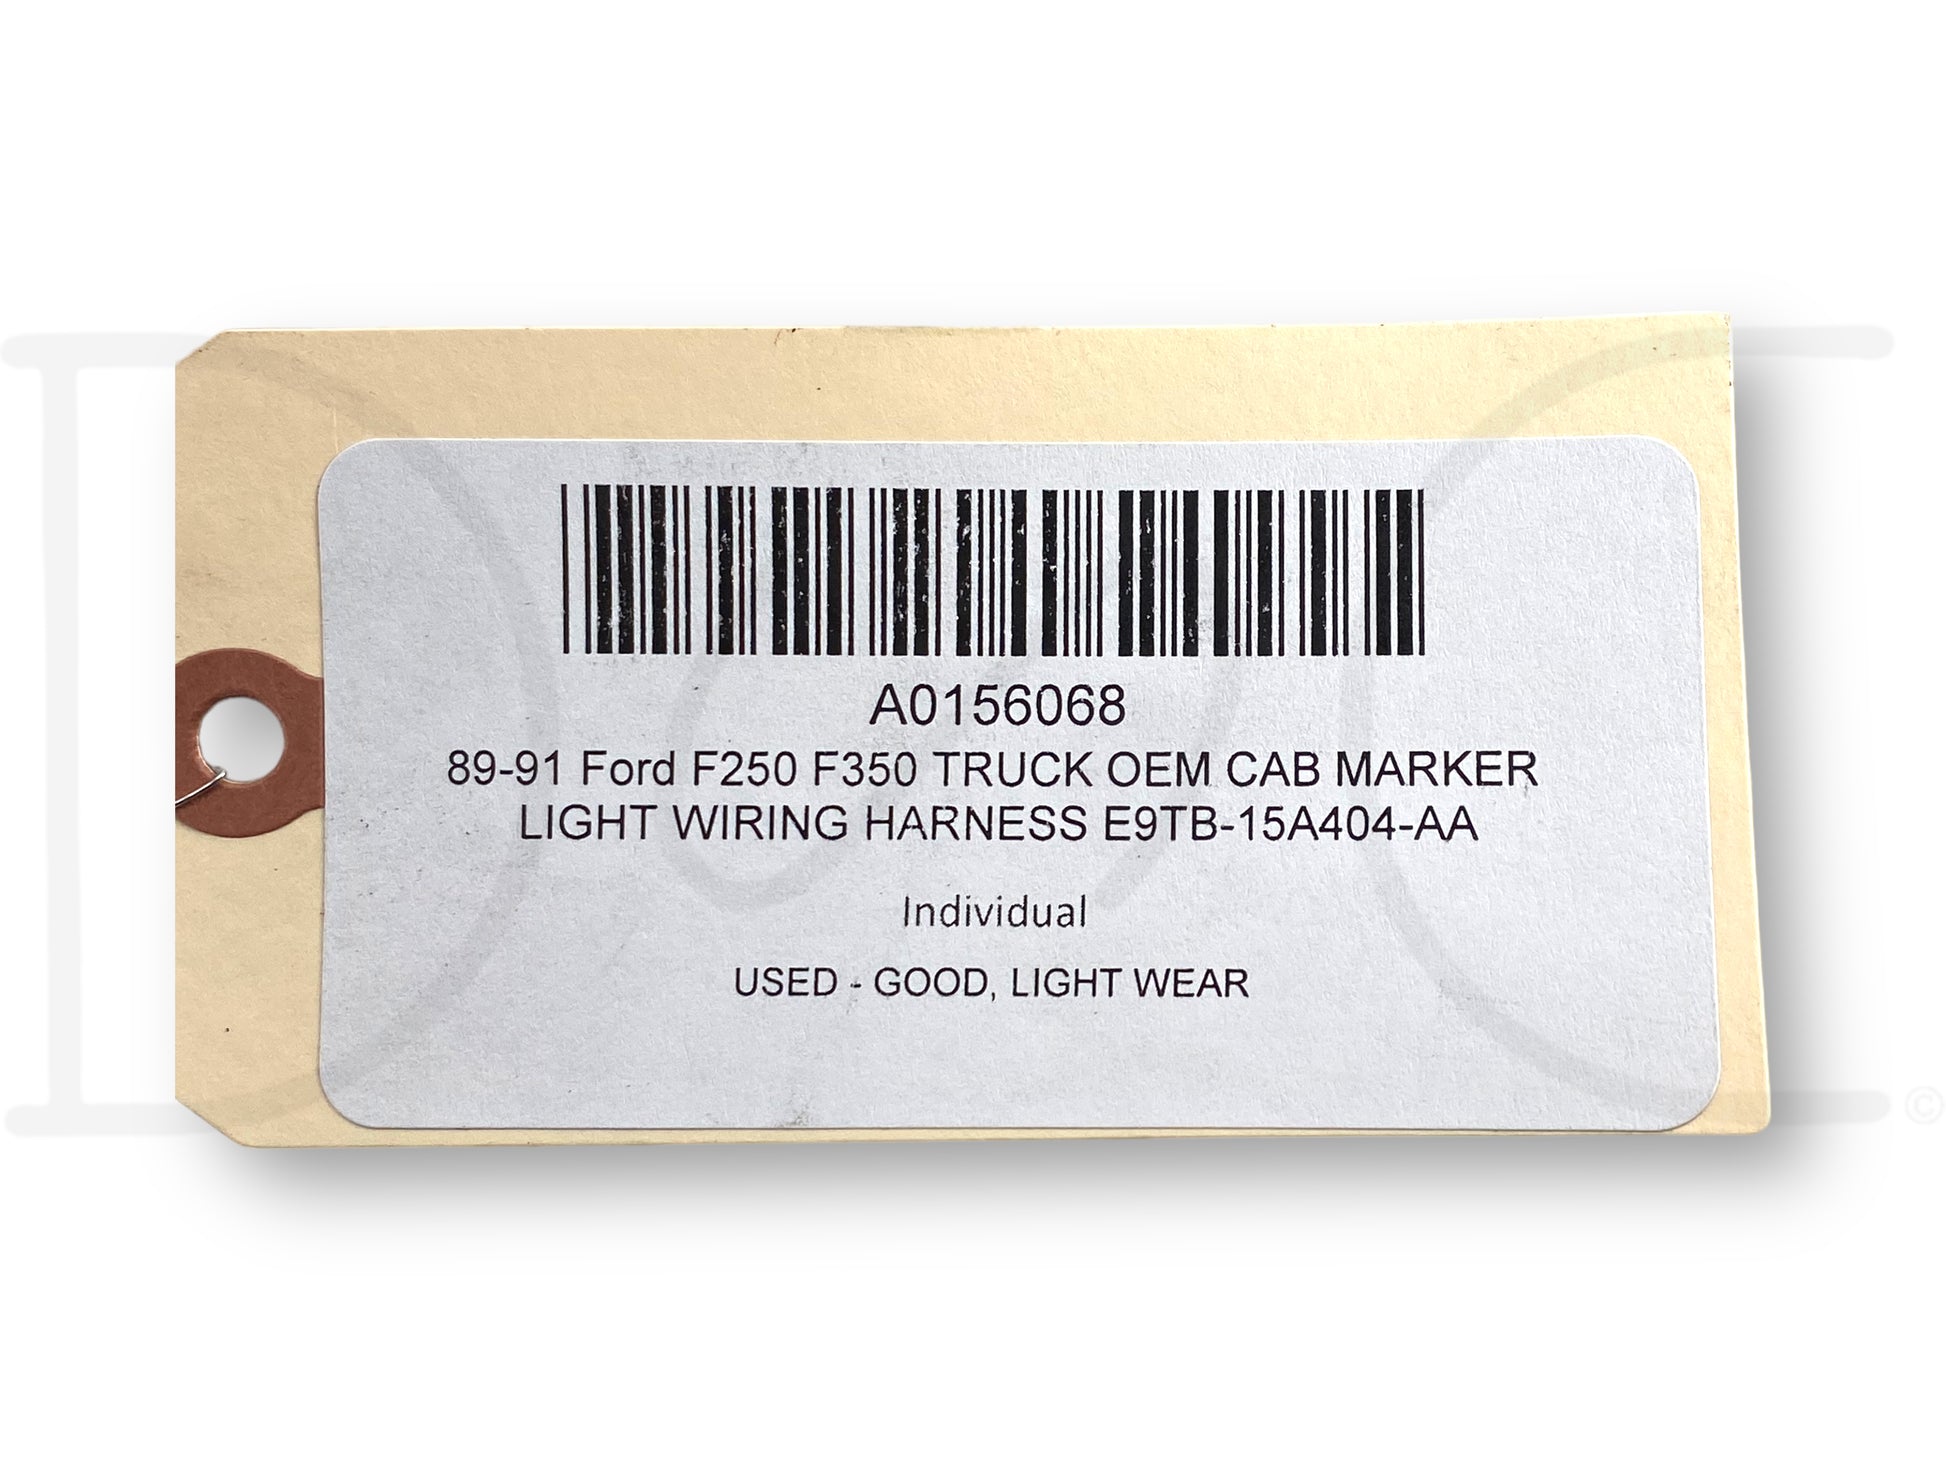 A0156068
89-91 Ford F250 F350 TRUCK OEM CAB MARKER
LIGHT WIRING HARNESS E9TB-15A404-AA
Individual
USED - GOOD, LIGHT WEAR
©